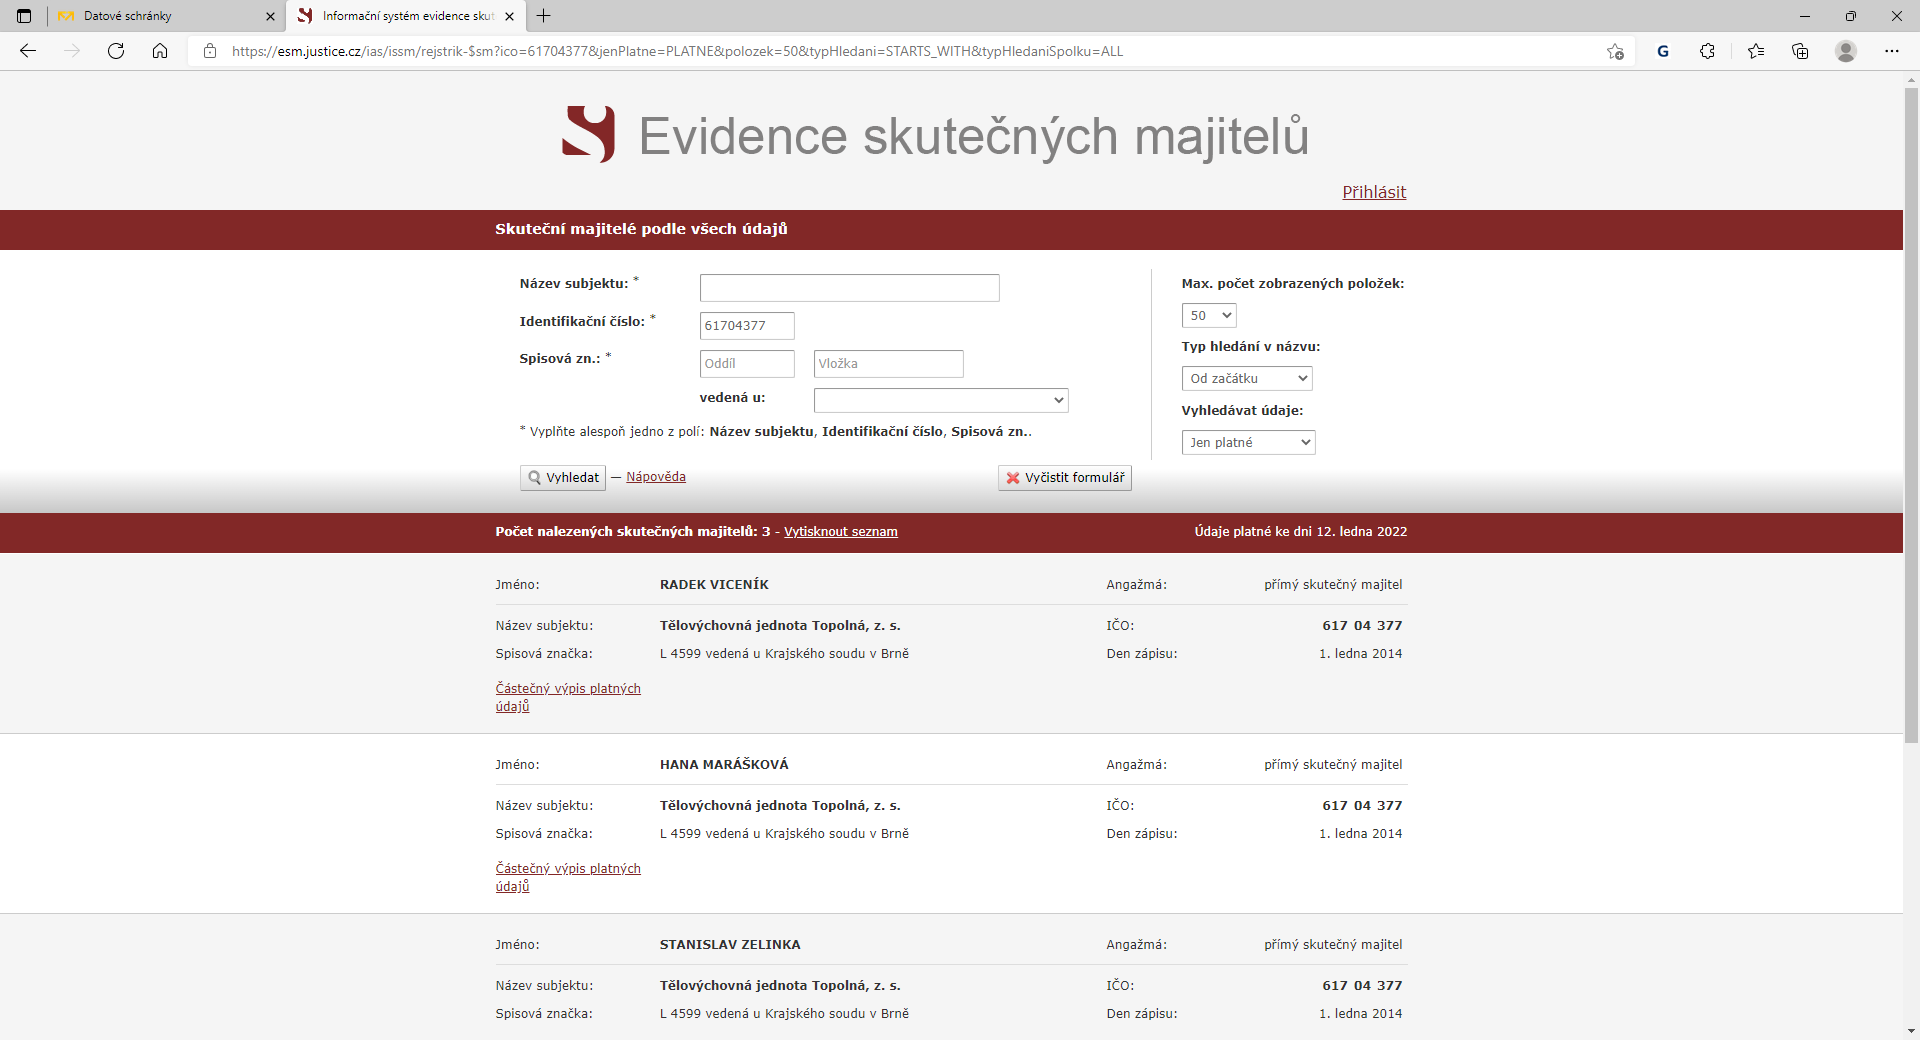 Datové schránky
Informační systém evidence skut
https://esm.justice.cz/ias/issm/rejstrik-$sm?ico=61704377&jenPlatne=PLATNE&polozek=50&typHledani=STARTS_WITH&typHledaniSpolku=ALL
G
Evidence skutečných majitelů
Přihlásit
Skuteční majitelé podle všech údajů
Název subjektu: *
Max. počet zobrazených položek:
50
Identifikační číslo: *
61704377
Typ hledání v názvu:
Spisová zn.: *
Oddíl
Vložka
Od začátku
vedená u:
Vyhledávat údaje:
* Vyplňte alespoň jedno z polí: Název subjektu, Identifikační číslo, Spisová zn..
Jen platné
Vyhledat — Nápověda
Vyčistit formulář
Počet nalezených skutečných majitelů: 3 - Vytisknout seznam
Údaje platné ke dni 12. ledna 2022
Jméno: RADEK VICENÍK Angažmá: přímý skutečný majitel
Název subjektu: Tělovýchovná jednota Topolná, z. s. IČO: 617 04 377
Spisová značka: L 4599 vedená u Krajského soudu v Brně Den zápisu: 1. ledna 2014
Částečný výpis platných
údajů
Jméno: HANA MARÁŠKOVÁ Angažmá: přímý skutečný majitel
Název subjektu: Tělovýchovná jednota Topolná, z. s. IČO: 617 04 377
Spisová značka: L 4599 vedená u Krajského soudu v Brně Den zápisu: 1. ledna 2014
Částečný výpis platných
údajů
Jméno: STANISLAV ZELINKA Angažmá: přímý skutečný majitel
Název subjektu: Tělovýchovná jednota Topolná, z. s. IČO: 617 04 377
Spisová značka: L 4599 vedená u Krajského soudu v Brně Den zápisu: 1. ledna 2014